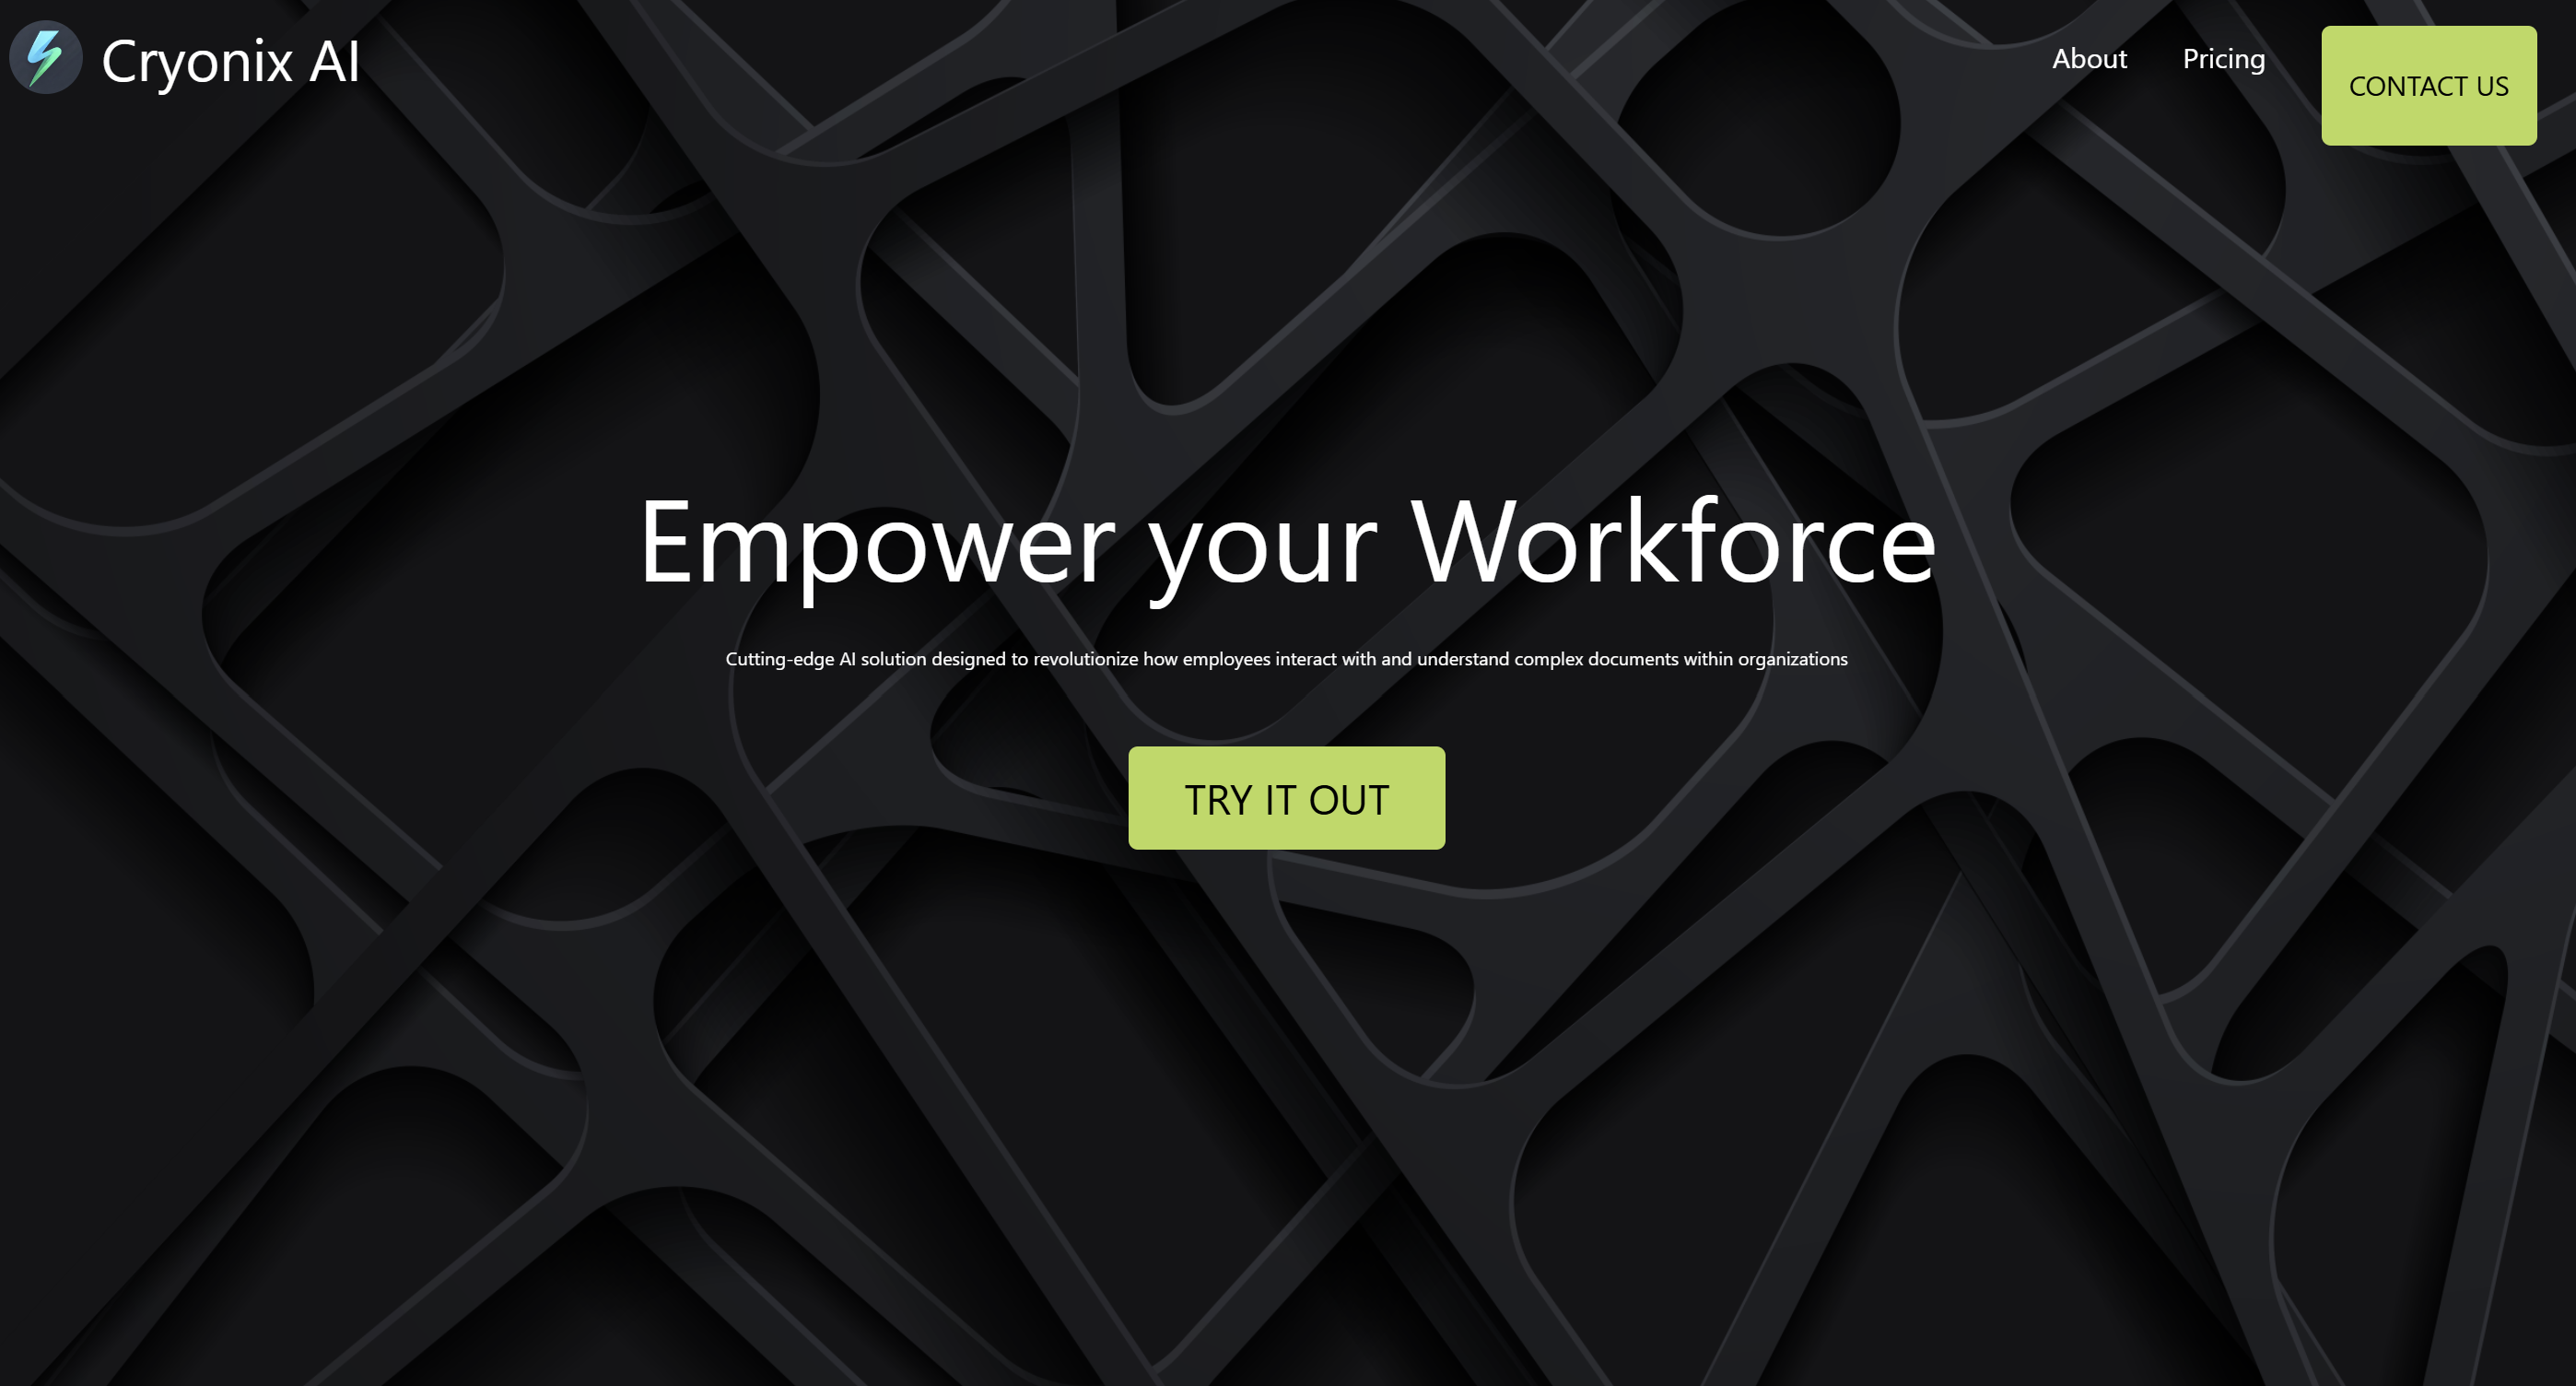 Cryonix AI
About
Pricing
CONTACT US
Empower your Workforce
Cutting-edge AI solution designed to revolutionize how employees interact with and understand complex documents within organizations
TRY IT OUT